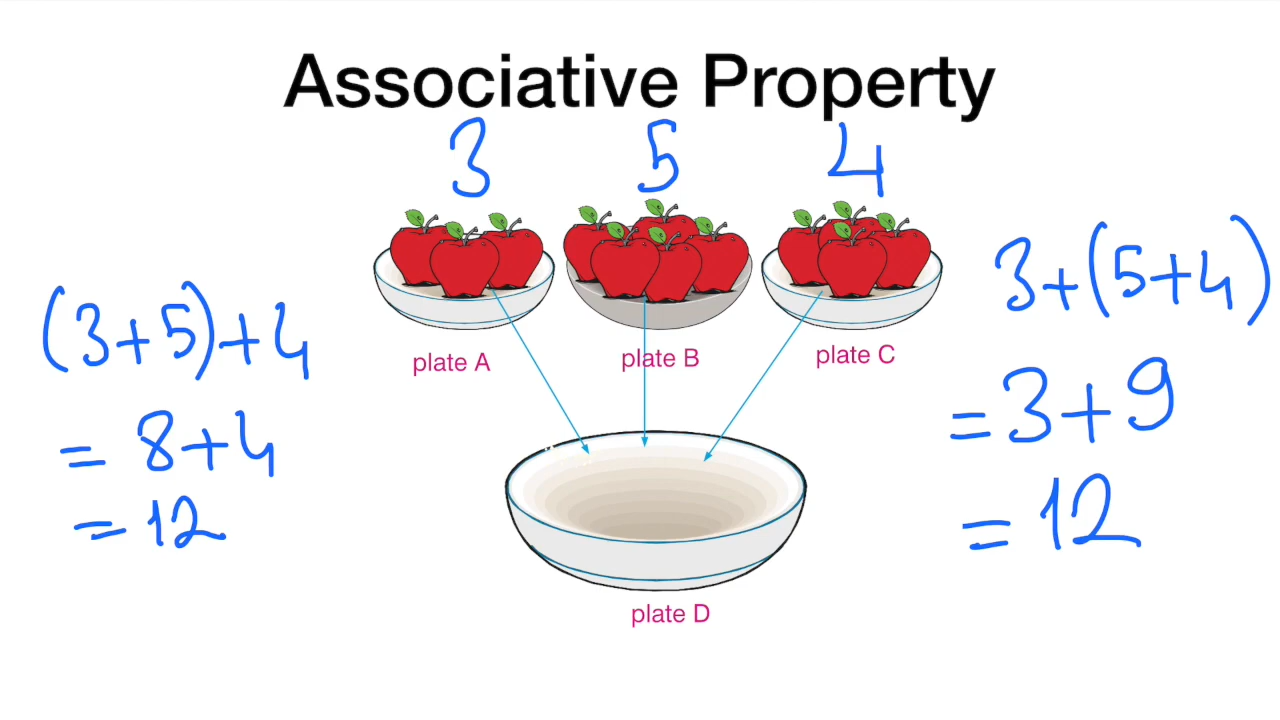 Associative Property
3 5 4
plate A plate B plate C
(3+5)+4
= 8+4
= 12
3+(5+4)
= 3+9
= 12
plate D